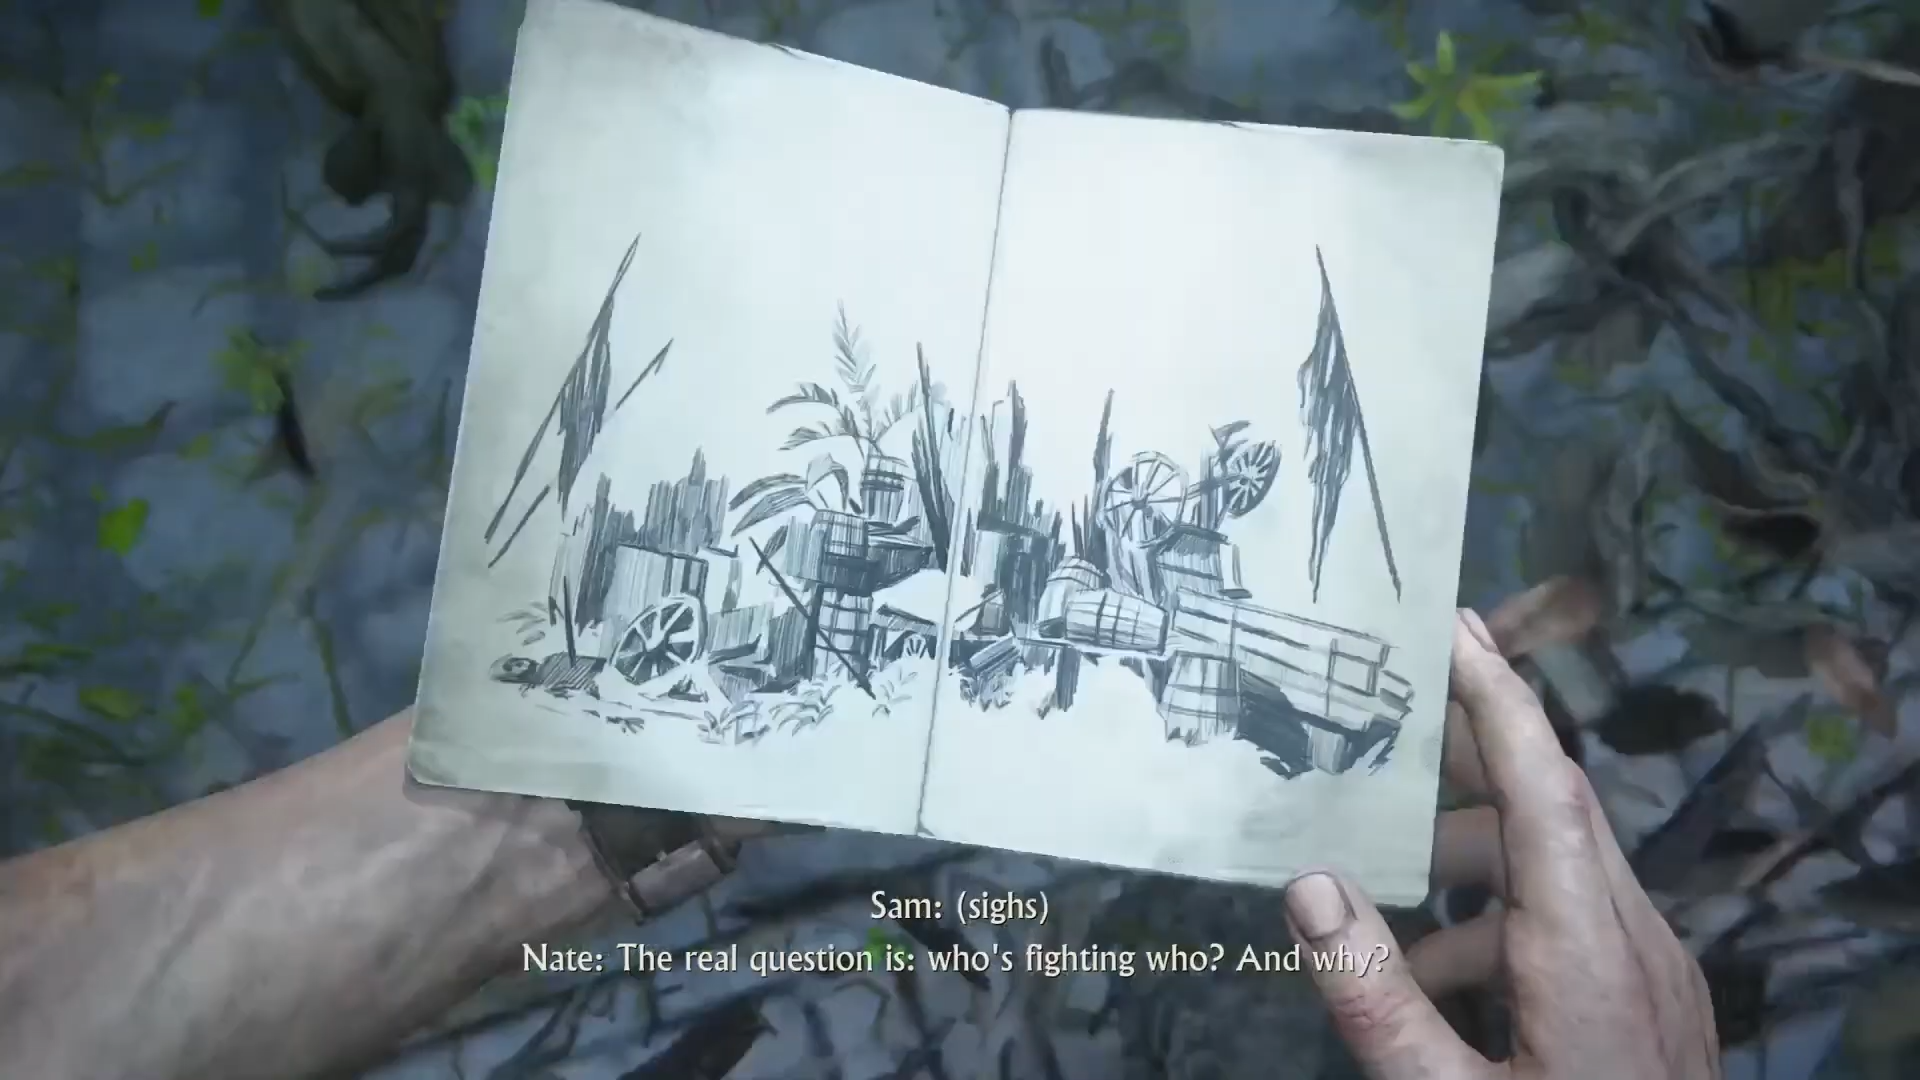 Sam: (sighs)
Nate: The real question is: who's fighting who? And why?